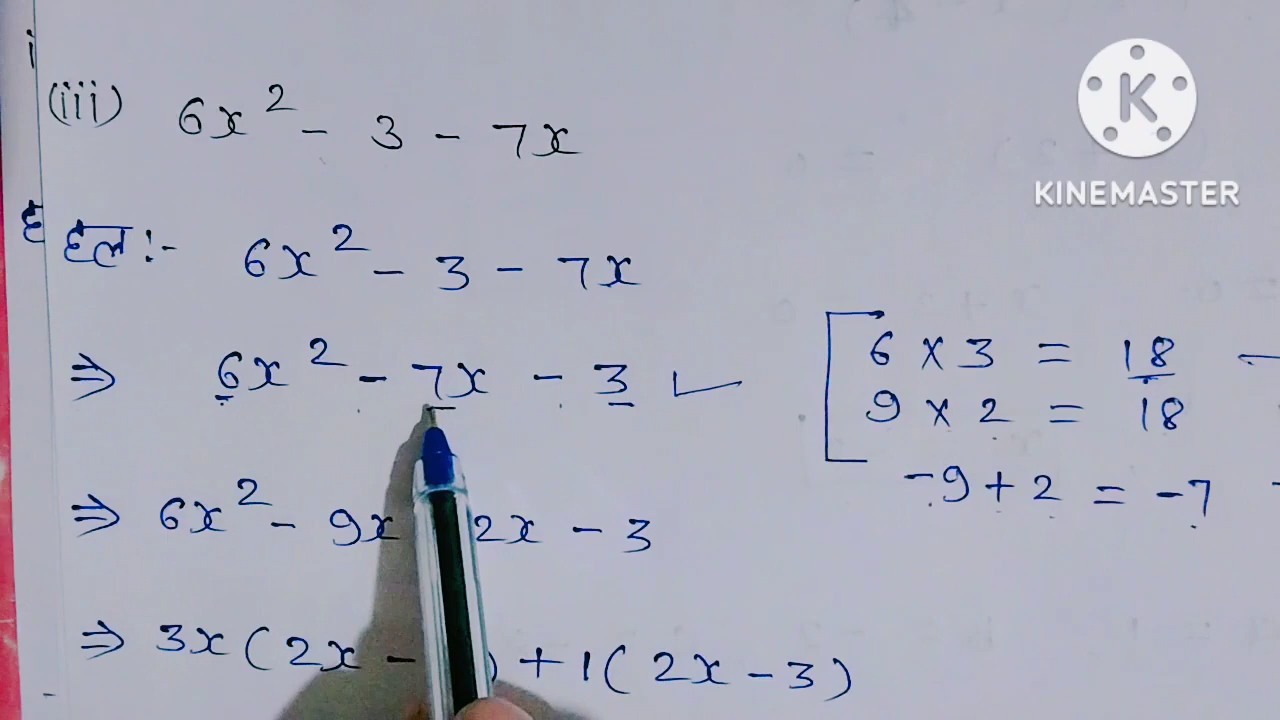 i
(iii) 6x² - 3 - 7x
K
KINEMASTER
हल :- 6x² - 3 - 7x
⇒ 6x² - 7x - 3 ✓
6 × 3 = 18
9 × 2 = 18
-9 + 2 = -7
⇒ 6x² - 9x 2x - 3
⇒ 3x ( 2x - ) + 1 ( 2x - 3 )